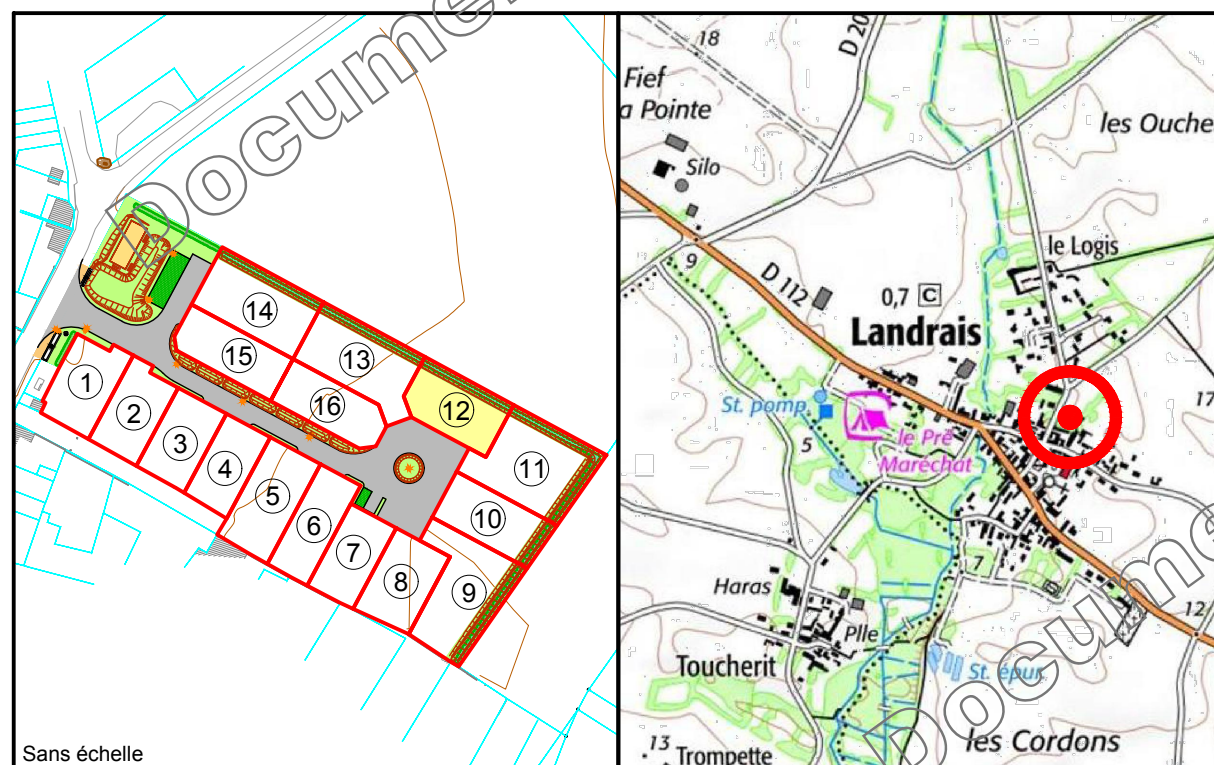 Docume
14
15
13
16
12
1
2
3
4
5
6
7
8
9
10
11
Sans échelle
18
D 20
Fief
a Pointe
les Ouche
Silo
le Logis
9
D 112
0,7 C
Landrais
17
St. pomp.
le Pré
Maréchat
5
7
Haras
Plle
12
Toucherit
St. épur.
Docume
les Cordons
13
Trompette